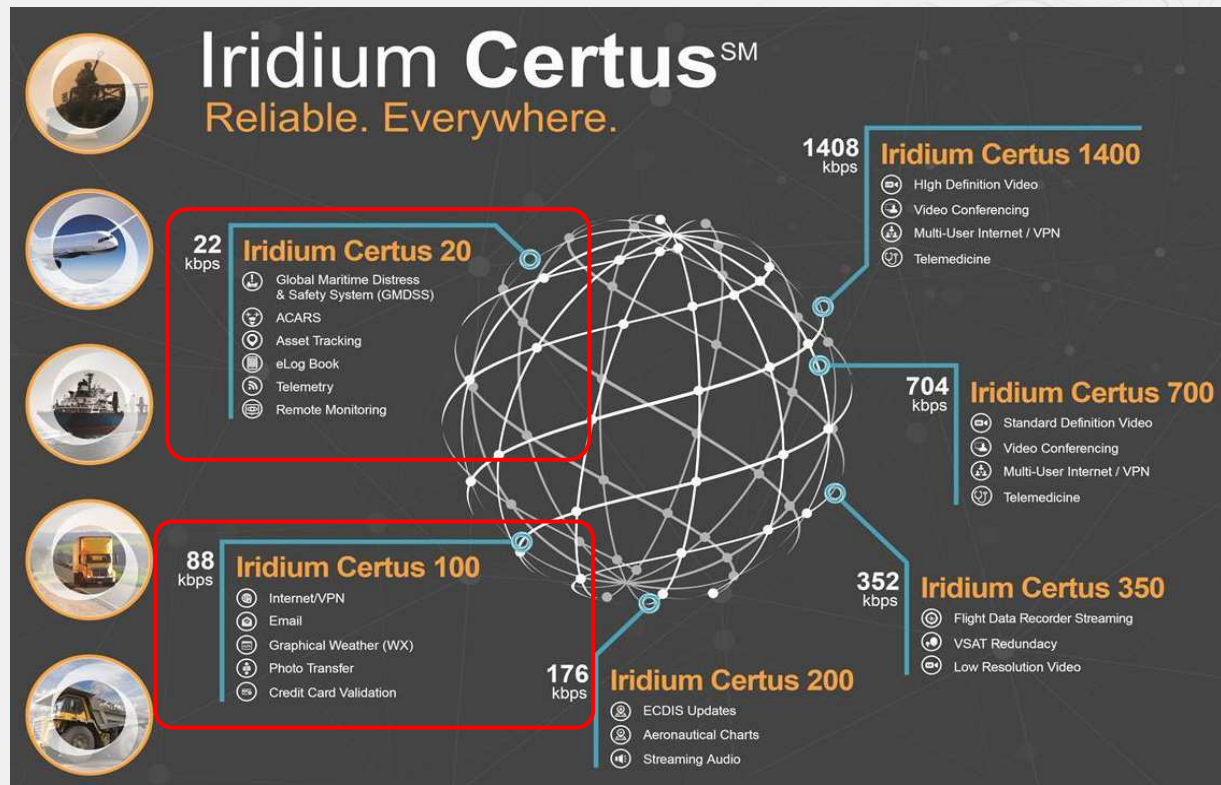 Iridium Certus SM
Reliable. Everywhere.
22
kbps
Iridium Certus 20
Global Maritime Distress
& Safety System (GMDSS)
ACARS
Asset Tracking
eLog Book
Telemetry
Remote Monitoring
88
kbps
Iridium Certus 100
Internet/VPN
Email
Graphical Weather (WX)
Photo Transfer
Credit Card Validation
176
kbps
Iridium Certus 200
ECDIS Updates
Aeronautical Charts
Streaming Audio
352
kbps
Iridium Certus 350
Flight Data Recorder Streaming
VSAT Redundacy
Low Resolution Video
704
kbps
Iridium Certus 700
Standard Definition Video
Video Conferencing
Multi-User Internet / VPN
Telemedicine
1408
kbps
Iridium Certus 1400
HIgh Definition Video
Video Conferencing
Multi-User Internet / VPN
Telemedicine